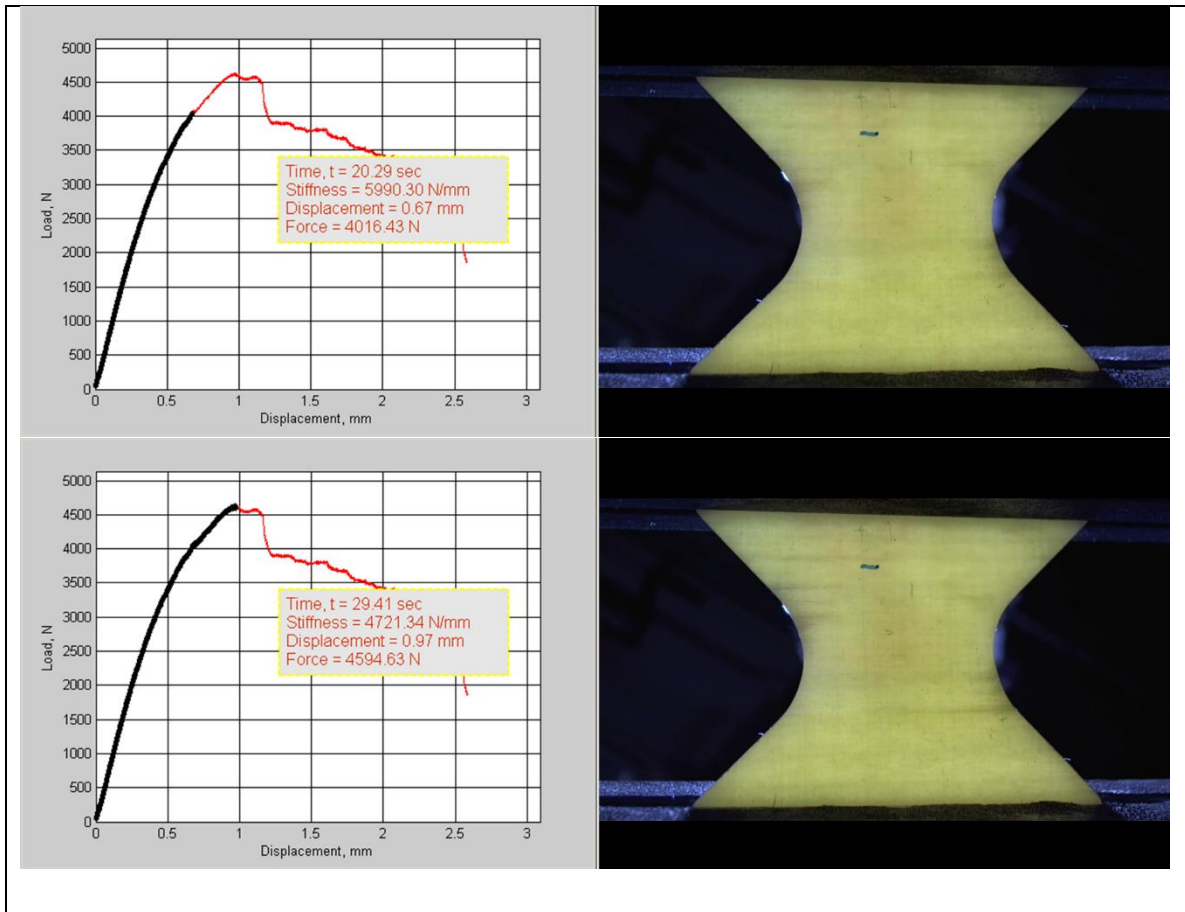 5000
4500
4000
3500
3000
2500
2000
1500
1000
500
0
Load, N
Time, t = 20.29 sec
Stiffness = 5990.30 N/mm
Displacement = 0.67 mm
Force = 4016.43 N
0 0.5 1 1.5 2 2.5 3
Displacement, mm
5000
4500
4000
3500
3000
2500
2000
1500
1000
500
0
Load, N
Time, t = 29.41 sec
Stiffness = 4721.34 N/mm
Displacement = 0.97 mm
Force = 4594.63 N
0 0.5 1 1.5 2 2.5 3
Displacement, mm